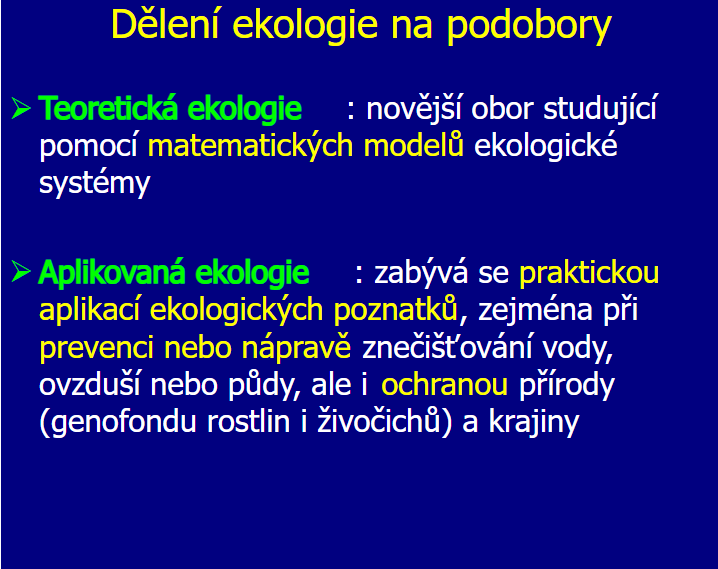 Dělení ekologie na podobory
➢ Teoretická ekologie : novější obor studující
pomocí matematických modelů ekologické
systémy
➢ Aplikovaná ekologie : zabývá se praktickou
aplikací ekologických poznatků, zejména při
prevenci nebo nápravě znečišťování vody,
ovzduší nebo půdy, ale i ochranou přírody
(genofondu rostlin i živočichů) a krajiny